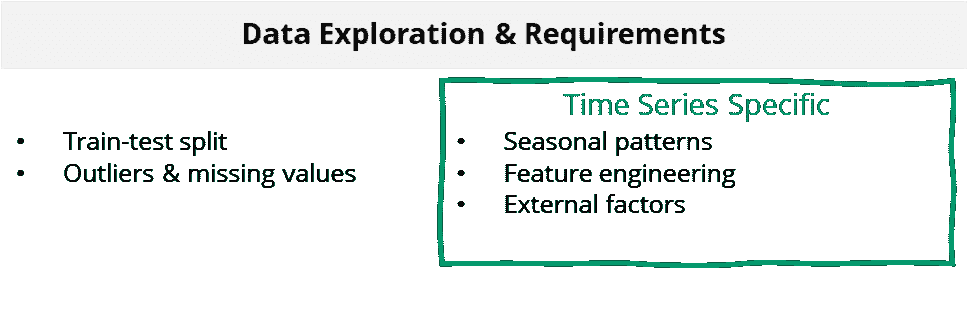 Data Exploration & Requirements
• Train-test split
• Outliers & missing values
Time Series Specific
• Seasonal patterns
• Feature engineering
• External factors